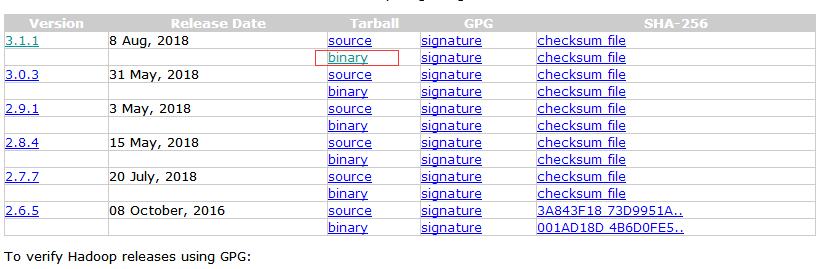 Version Release Date Tarball GPG SHA-256
3.1.1 8 Aug, 2018 source signature checksum file
binary signature checksum file
3.0.3 31 May, 2018 source signature checksum file
binary signature checksum file
2.9.1 3 May, 2018 source signature checksum file
binary signature checksum file
2.8.4 15 May, 2018 source signature checksum file
binary signature checksum file
2.7.7 20 July, 2018 source signature checksum file
binary signature checksum file
2.6.5 08 October, 2016 source signature 3A843F18 73D9951A..
binary signature 001AD18D 4B6D0FE5..
To verify Hadoop releases using GPG: